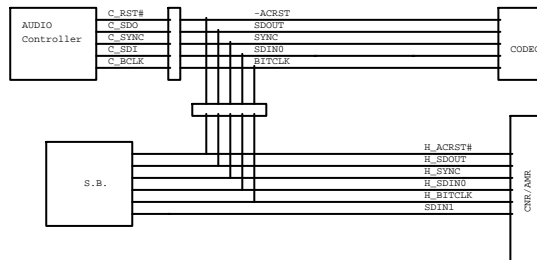 AUDIO
Controller
C_RST#
C_SDO
C_SYNC
C_SDI
C_BCLK
-ACRST
SDOUT
SYNC
SDIN0
BITCLK
CODEC
S.B.
H_ACRST#
H_SDOUT
H_SYNC
H_SDIN0
H_BITCLK
SDIN1
CNR/AMR